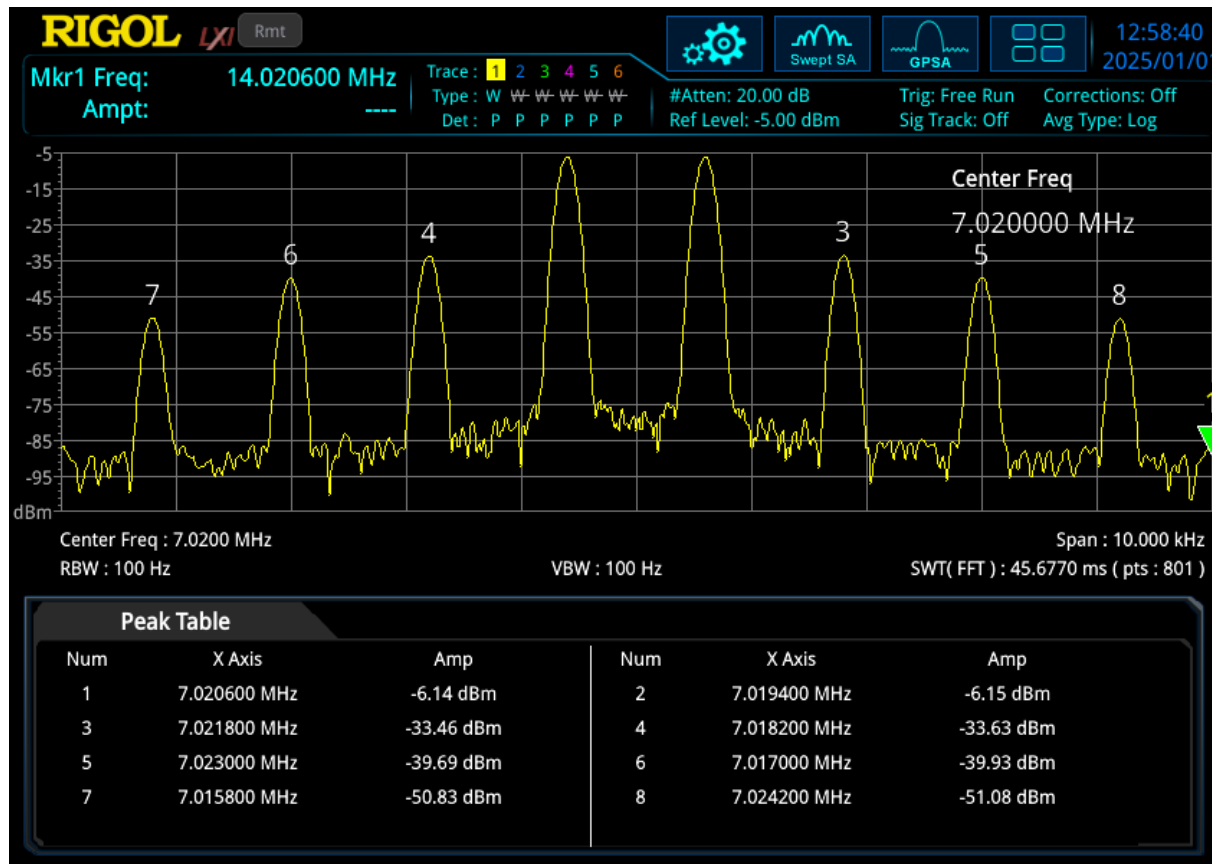 RIGOL LXI Rmt
Swept SA GPSA 12:58:40
2025/01/0
Mkr1 Freq: 14.020600 MHz
Ampt: ----
Trace : 1 2 3 4 5 6
Type : W W W W W W
Det : P P P P P P
#Atten: 20.00 dB Trig: Free Run Corrections: Off
Ref Level: -5.00 dBm Sig Track: Off Avg Type: Log
-5
-15
-25
-35
-45
-55
-65
-75
-85
-95
dBm
Center Freq
7.020000 MHz
4 3
6 5
7 8
1
Center Freq : 7.0200 MHz Span : 10.000 kHz
RBW : 100 Hz VBW : 100 Hz SWT( FFT ) : 45.6770 ms ( pts : 801 )
Peak Table
Num X Axis Amp Num X Axis Amp
1 7.020600 MHz -6.14 dBm 2 7.019400 MHz -6.15 dBm
3 7.021800 MHz -33.46 dBm 4 7.018200 MHz -33.63 dBm
5 7.023000 MHz -39.69 dBm 6 7.017000 MHz -39.93 dBm
7 7.015800 MHz -50.83 dBm 8 7.024200 MHz -51.08 dBm